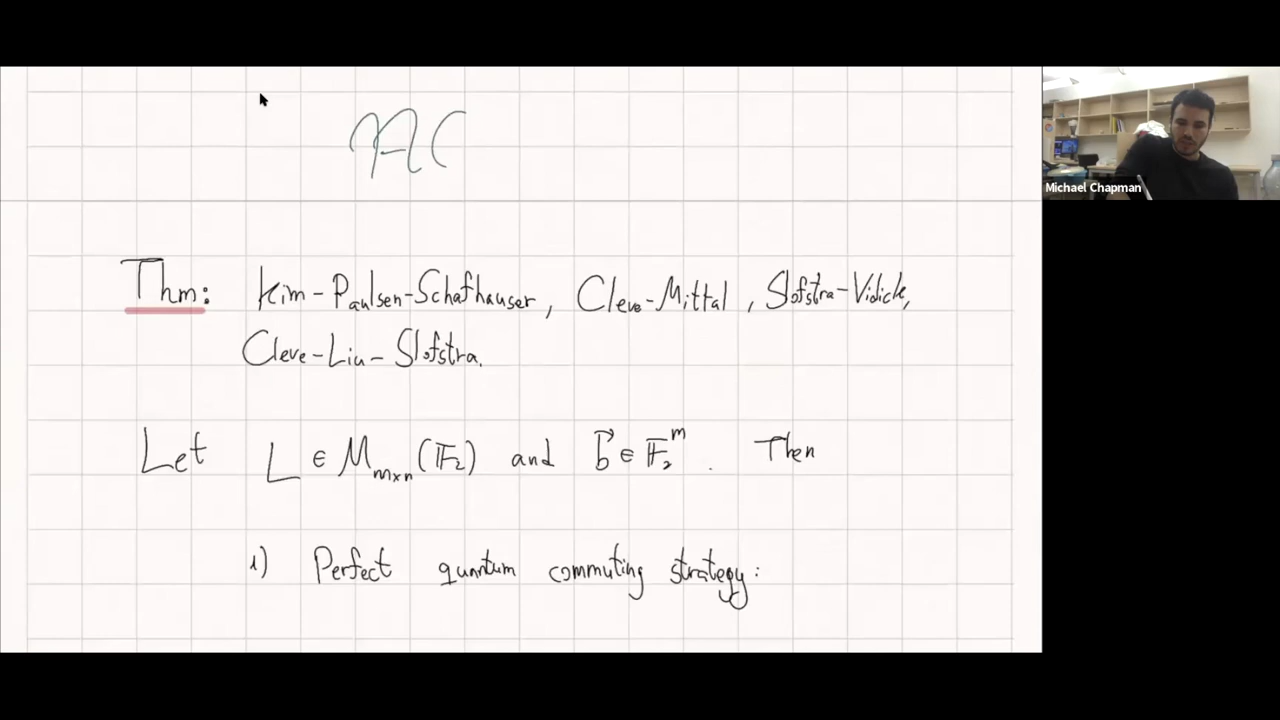 Thm: Kim-Paulsen-Schafhauser, Cleve-Mittal, Slofstra-Vidick,
Cleve-Liu-Slofstra.
Let L ∈ M_{m×n}(𝔽₂) and b⃗ ∈ 𝔽₂^m. Then
1) Perfect quantum commuting strategy:
Michael Chapman